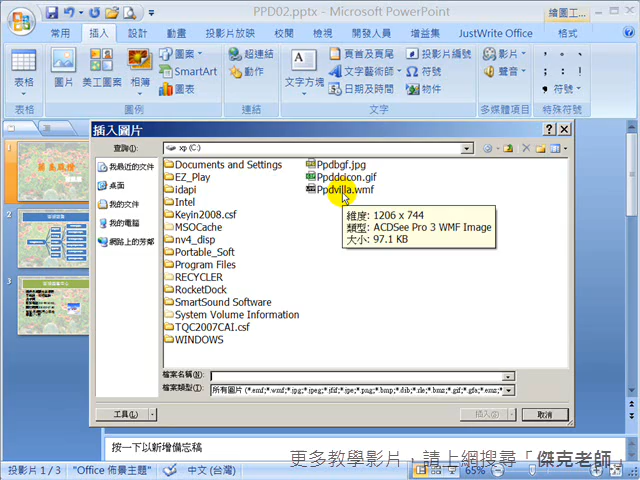 PPD02.pptx - Microsoft PowerPoint
繪圖工...
常用 插入 設計 動畫 投影片放映 校閱 檢視 開發人員 增益集 JustWrite Office 格式
表格 圖片 美工圖案 相簿 圖案 SmartArt 圖表
超連結 動作
文字方塊 頁首及頁尾 文字藝術師 日期及時間 投影片編號 符號 物件
影片 聲音
， 、 。 ； ： ？ 符號
表格 圖例 連結 文字 多媒體項目 特殊符號
插入圖片
查詢(I): xp (C:)
我最近的文件
桌面
我的文件
我的電腦
網路上的芳鄰
Documents and Settings
EZ_Play
idapi
Intel
Keyin2008.csf
MSOCache
nv4_disp
Portable_Soft
Program Files
RECYCLER
RocketDock
SmartSound Software
System Volume Information
TQC2007CAI.csf
WINDOWS
Ppdbgf.jpg
Ppddcicon.gif
Ppdvilla.wmf
維度: 1206 x 744
類型: ACDSee Pro 3 WMF Image
大小: 97.1 KB
檔案名稱(N):
檔案類型(T): 所有圖片 (*.emf;*.wmf;*.jpg;*.jpeg;*.jfif;*.jpe;*.png;*.bmp;*.dib;*.rle;*.bmz;*.gif;*.gfa;*.emz;*
工具(L) 插入(S) 取消
1
2
3
按一下以新增備忘稿
更多教學影片，請上網搜尋「傑克老師」
投影片 1 / 3 "Office 佈景主題" 中文 (台灣) 65%